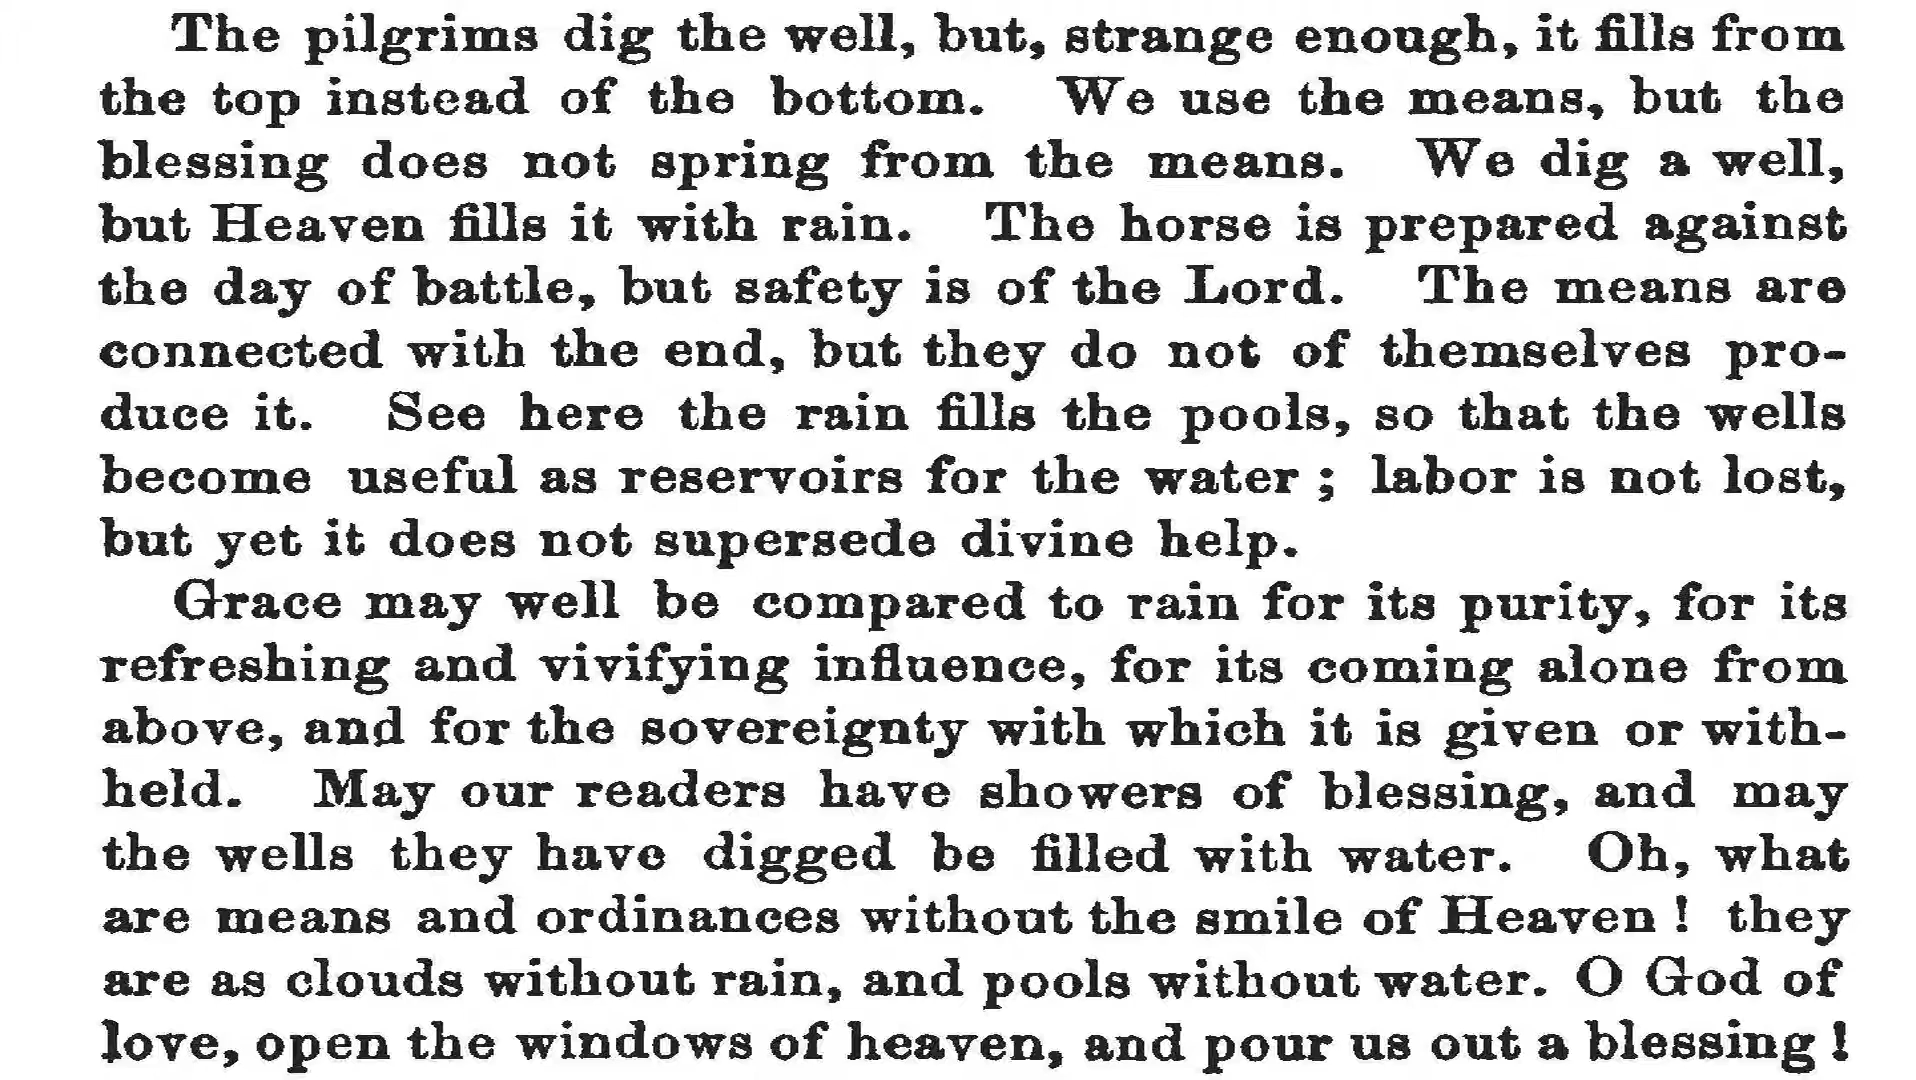 The pilgrims dig the well, but, strange enough, it fills from
the top instead of the bottom. We use the means, but the
blessing does not spring from the means. We dig a well,
but Heaven fills it with rain. The horse is prepared against
the day of battle, but safety is of the Lord. The means are
connected with the end, but they do not of themselves pro-
duce it. See here the rain fills the pools, so that the wells
become useful as reservoirs for the water ; labor is not lost,
but yet it does not supersede divine help.
Grace may well be compared to rain for its purity, for its
refreshing and vivifying influence, for its coming alone from
above, and for the sovereignty with which it is given or with-
held. May our readers have showers of blessing, and may
the wells they have digged be filled with water. Oh, what
are means and ordinances without the smile of Heaven ! they
are as clouds without rain, and pools without water. O God of
love, open the windows of heaven, and pour us out a blessing !